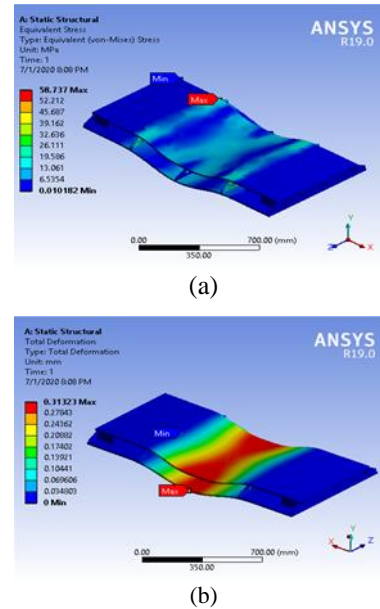 A: Static Structural
Equivalent Stress
Type: Equivalent (von-Mises) Stress
Unit: MPa
Time: 1
7/1/2020 8:08 PM
ANSYS
R19.0
58.737 Max
52.212
45.687
39.162
32.636
26.111
19.586
13.061
6.5354
0.010182 Min
Min
Max
0.00
700.00 (mm)
350.00
Y
Z
X
(a)
A: Static Structural
Total Deformation
Type: Total Deformation
Unit: mm
Time: 1
7/1/2020 8:08 PM
ANSYS
R19.0
0.31323 Max
0.27843
0.24362
0.20882
0.17402
0.13921
0.10441
0.069606
0.034803
0 Min
Min
Max
0.00
700.00 (mm)
350.00
Y
X
Z
(b)